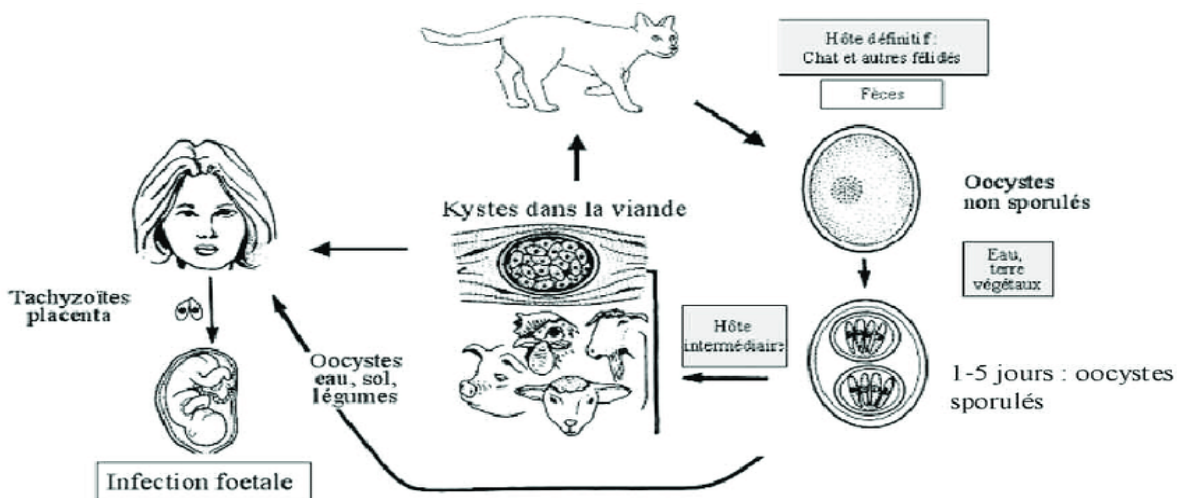 Hôte définitif :
Chat et autres félidés
Fèces
Oocystes
non sporulés
Eau,
terre
végétaux
1-5 jours : oocystes
sporulés
Hôte
intermédiaire
Kystes dans la viande
Tachyzoïtes
placenta
Oocystes
eau, sol,
légumes
Infection foetale